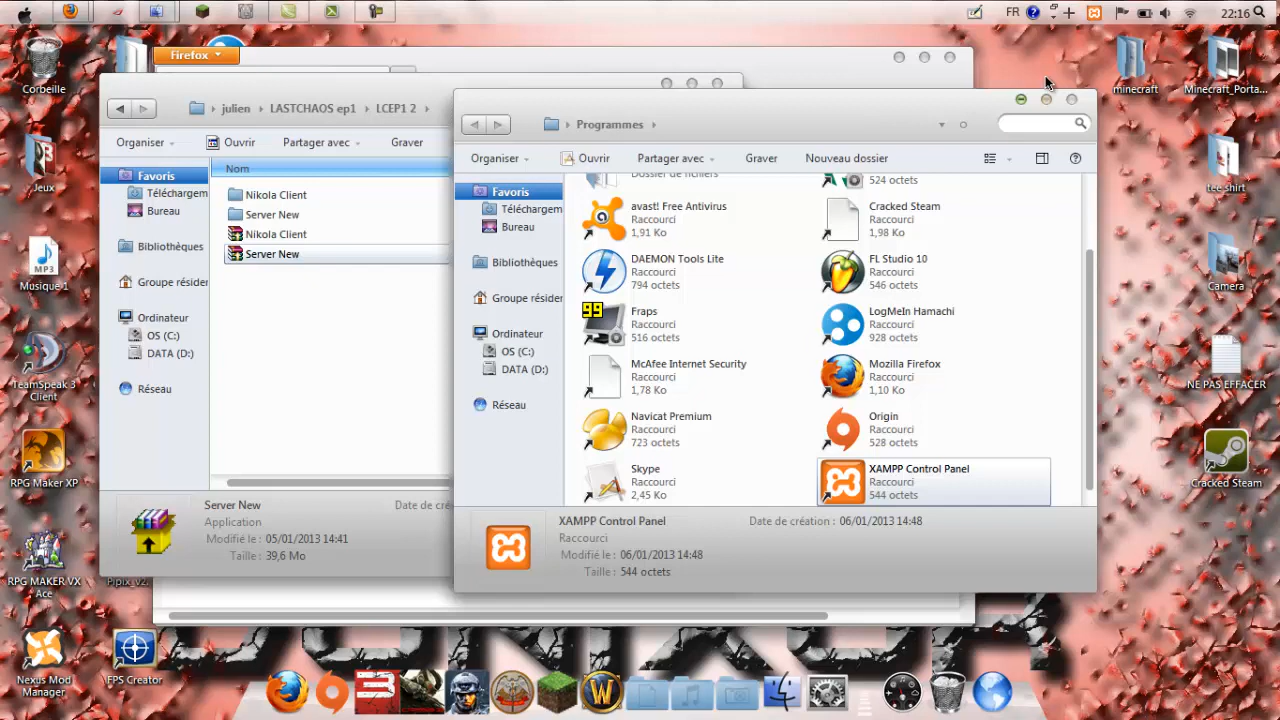 FR
22:16
Corbeille
Jeux
Musique 1
MP3
TeamSpeak 3
Client
RPG Maker XP
RPG MAKER VX
Ace
Nexus Mod
Manager
FPS Creator
Firefox
julien
LASTCHAOS ep1
LCEP1 2
Organiser
Ouvrir
Partager avec
Graver
Favoris
Téléchargem
Bureau
Bibliothèques
Groupe résiden
Ordinateur
OS (C:)
DATA (D:)
Réseau
Nom
Nikola Client
Server New
Nikola Client
Server New
Server New
Application
Modifié le : 05/01/2013 14:41
Taille : 39,6 Mo
Date de cré
Programmes
Organiser
Ouvrir
Partager avec
Graver
Nouveau dossier
Favoris
Téléchargem
Bureau
Bibliothèques
Groupe résiden
Ordinateur
OS (C:)
DATA (D:)
Réseau
Dossier de fichiers
524 octets
avast! Free Antivirus
Raccourci
1,91 Ko
Cracked Steam
Raccourci
1,98 Ko
DAEMON Tools Lite
Raccourci
794 octets
FL Studio 10
Raccourci
546 octets
99
Fraps
Raccourci
516 octets
LogMeIn Hamachi
Raccourci
928 octets
McAfee Internet Security
Raccourci
1,78 Ko
Mozilla Firefox
Raccourci
1,10 Ko
Navicat Premium
Raccourci
723 octets
Origin
Raccourci
528 octets
Skype
Raccourci
2,45 Ko
XAMPP Control Panel
Raccourci
544 octets
XAMPP Control Panel
Raccourci
Modifié le : 06/01/2013 14:48
Taille : 544 octets
Date de création : 06/01/2013 14:48
minecraft
Minecraft_Porta...
tee shirt
Camera
NE PAS EFFACER
Cracked Steam